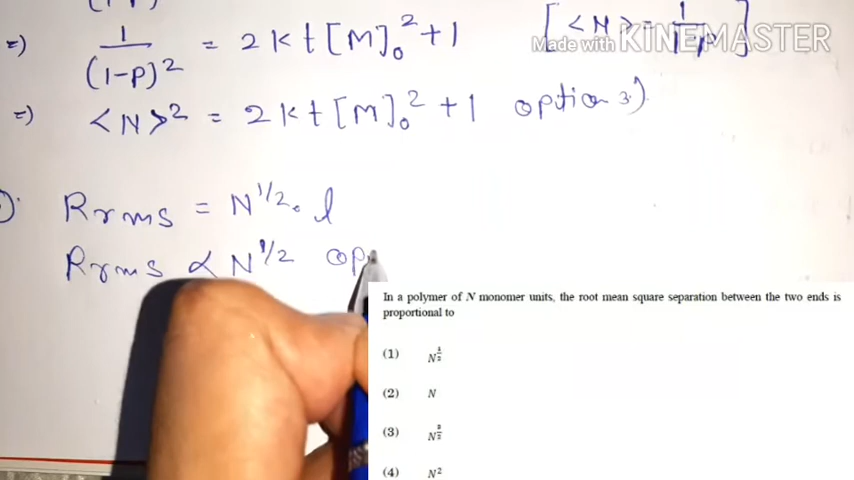 =) 1/(1-P)² = 2kt[M]₀² + 1 [<N> = 1/1-P]
Made with KINEMASTER
=) <N>² = 2kt[M]₀² + 1 option 3)
Rrms = N^1/2 . l
Rrms ∝ N^1/2 op
In a polymer of N monomer units, the root mean square separation between the two ends is
proportional to
(1) N^1/2
(2) N
(3)
(4) N²